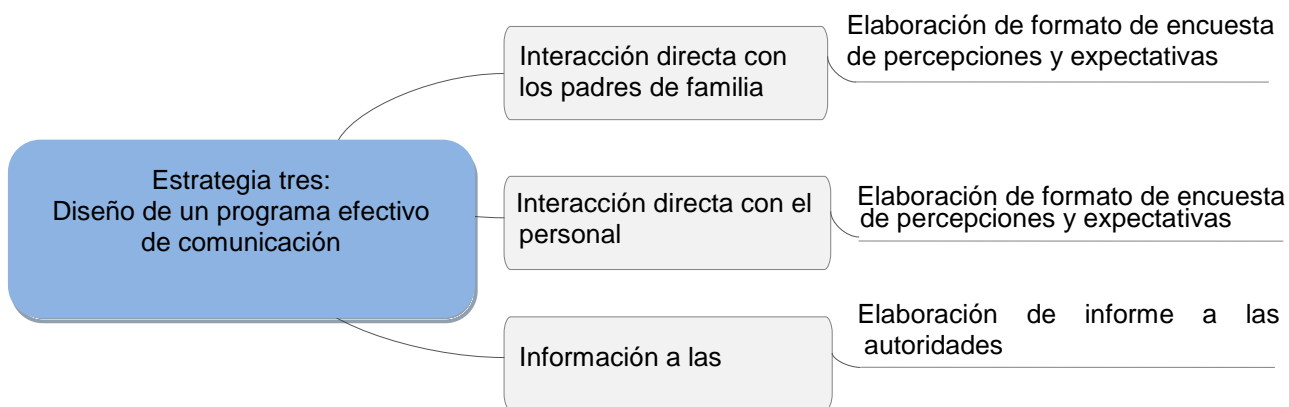 Estrategia tres:
Diseño de un programa efectivo
de comunicación
Interacción directa con
los padres de familia
Elaboración de formato de encuesta
de percepciones y expectativas
Interacción directa con el
personal
Elaboración de formato de encuesta
de percepciones y expectativas
Información a las
Elaboración de informe a las
autoridades